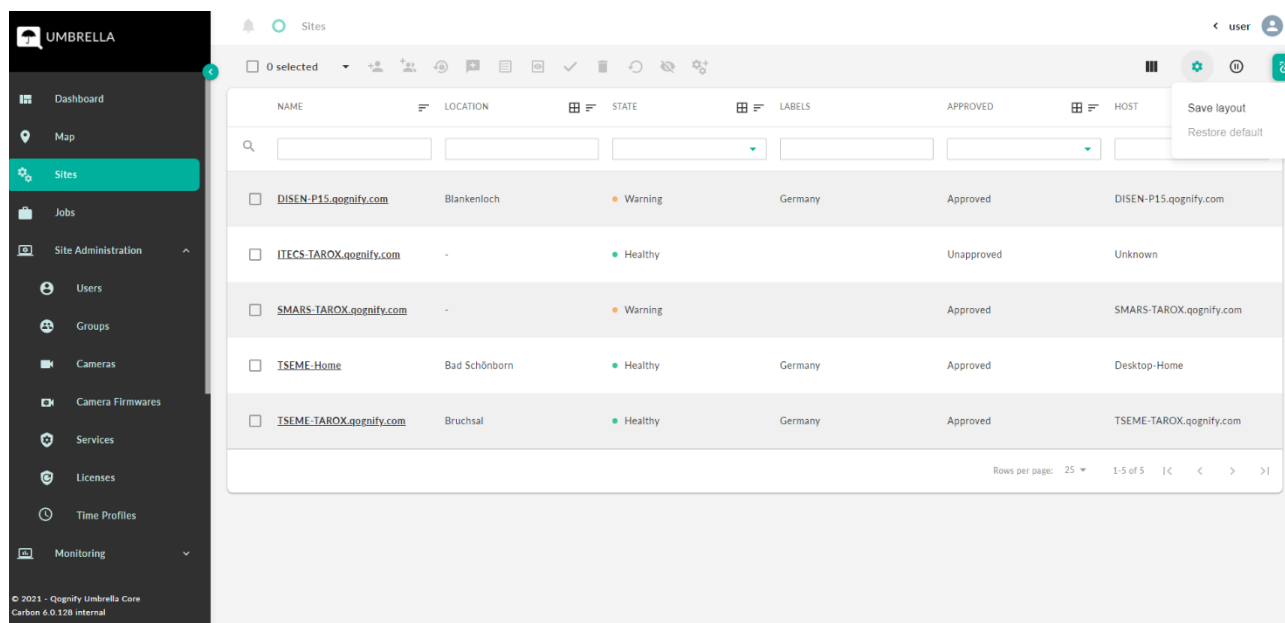 UMBRELLA
Dashboard
Map
Sites
Jobs
Site Administration
Users
Groups
Cameras
Camera Firmwares
Services
Licenses
Time Profiles
Monitoring
© 2021 - Qognify Umbrella Core
Carbon 6.0.128 internal
Sites
user
0 selected
Save layout
Restore default
NAME LOCATION STATE LABELS APPROVED HOST
DISEN-P15.qognify.com Blankenloch Warning Germany Approved DISEN-P15.qognify.com
ITECS-TAROX.qognify.com - Healthy Unapproved Unknown
SMARS-TAROX.qognify.com - Warning Approved SMARS-TAROX.qognify.com
TSEME-Home Bad Schönborn Healthy Germany Approved Desktop-Home
TSEME-TAROX.qognify.com Bruchsal Healthy Germany Approved TSEME-TAROX.qognify.com
Rows per page: 25 1-5 of 5